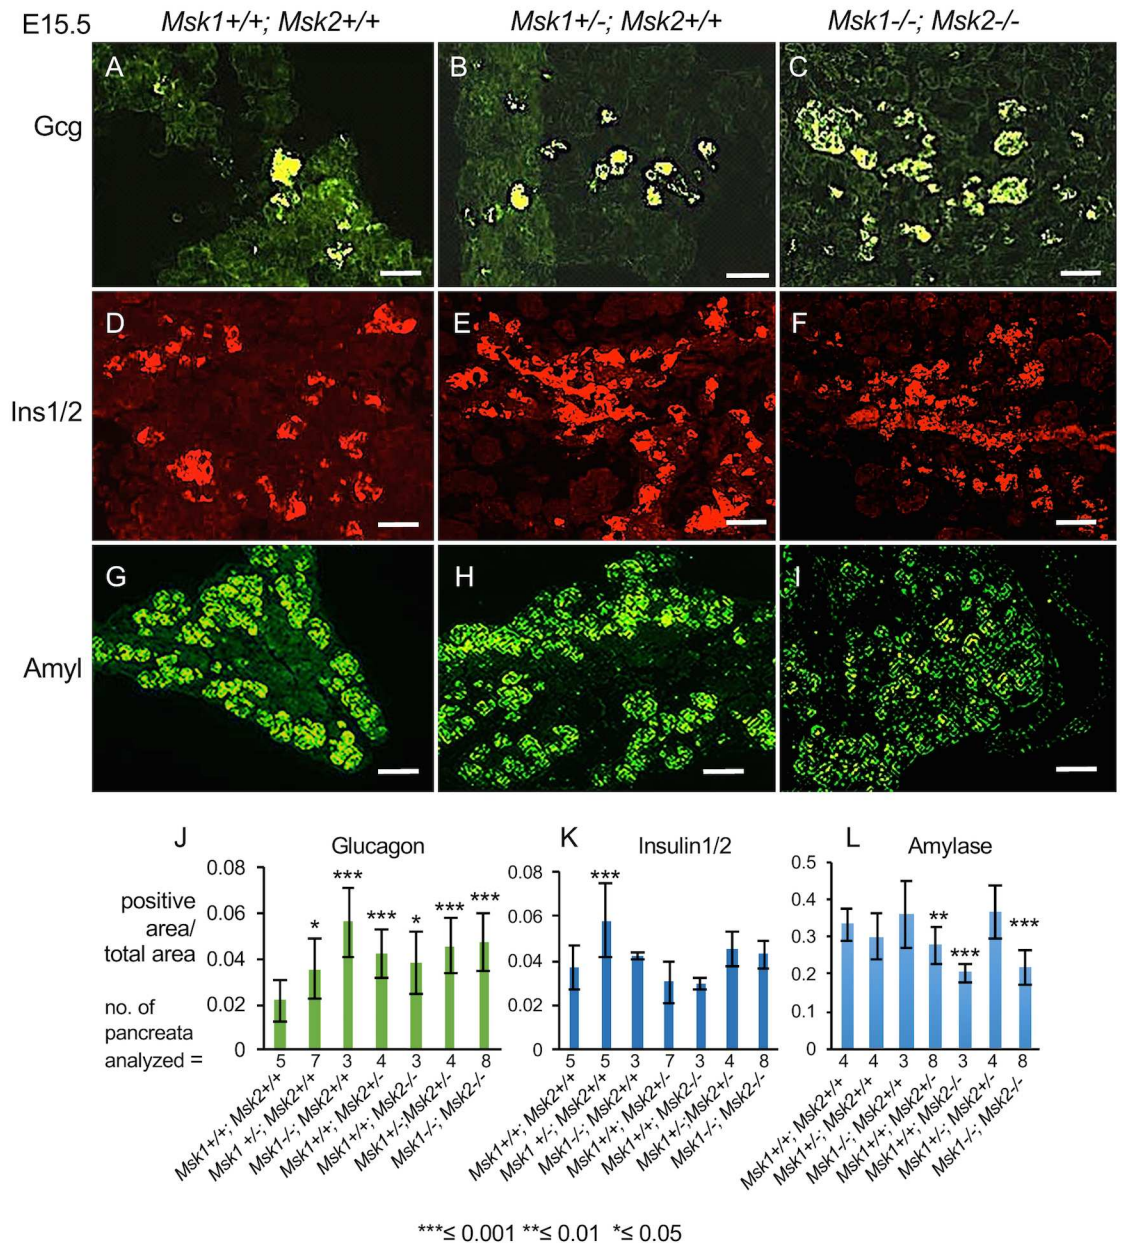 E15.5 Msk1+/+; Msk2+/+ Msk1+/-; Msk2+/+ Msk1-/-; Msk2-/-
Gcg
A B C
Ins1/2
D E F
Amyl
G H I
J Glucagon
positive
area/
total area
no. of
pancreata
analyzed =
0.08
0.06
0.04
0.02
0
* *** *** * *** ***
5 7 3 4 3 4 8
Msk1+/+; Msk2+/+
Msk1 +/-; Msk2+/+
Msk1-/-; Msk2+/+
Msk1+/+; Msk2+/-
Msk1+/+; Msk2-/-
Msk1+/-;Msk2+/-
Msk1-/-; Msk2-/-
K Insulin1/2
0.08
0.06
0.04
0.02
0
***
5 5 3 7 3 4 8
Msk1+/+; Msk2+/+
Msk1 +/-; Msk2+/+
Msk1-/-; Msk2+/+
Msk1+/+; Msk2+/-
Msk1+/+; Msk2-/-
Msk1+/-; Msk2+/-
Msk1-/-; Msk2-/-
L Amylase
0.5
0.4
0.3
0.2
0.1
0
** *** ***
4 4 3 8 3 4 8
Msk1+/+; Msk2+/+
Msk1+/-; Msk2+/+
Msk1-/-; Msk2+/+
Msk1+/+; Msk2+/-
Msk1+/+; Msk2-/-
Msk1+/-; Msk2+/-
Msk1-/-; Msk2-/-
***≤ 0.001 **≤ 0.01 *≤ 0.05